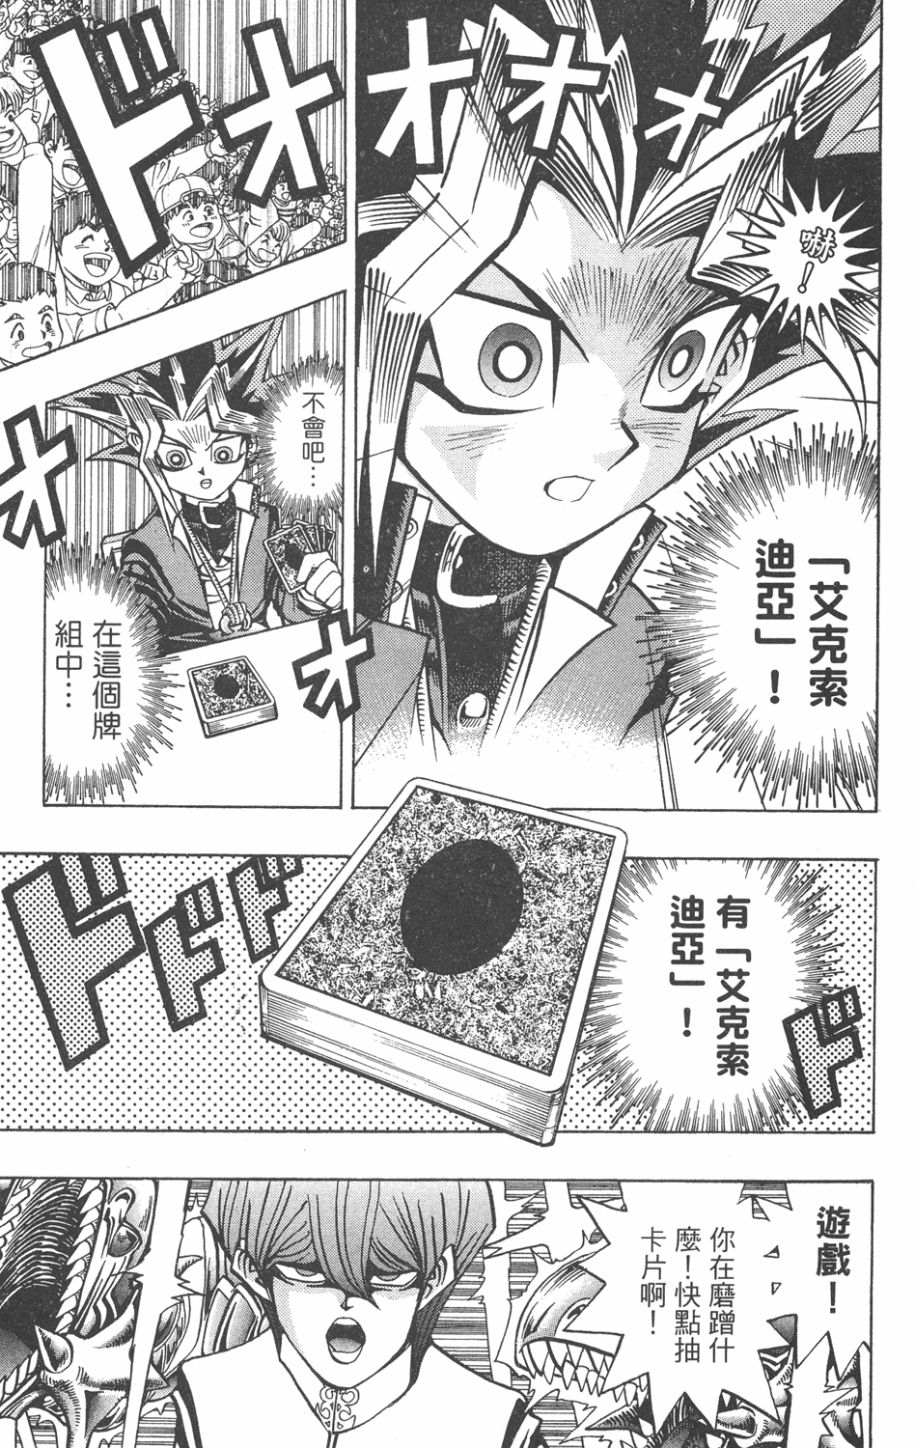 ドオオオオ
嚇！
「艾克索
迪亞」！
不會吧…
在這個牌
組中…
オ
オ
有「艾克索
迪亞」！
ドドド
ド
遊戲！
你在磨蹭什
麼！快點抽
卡片啊！